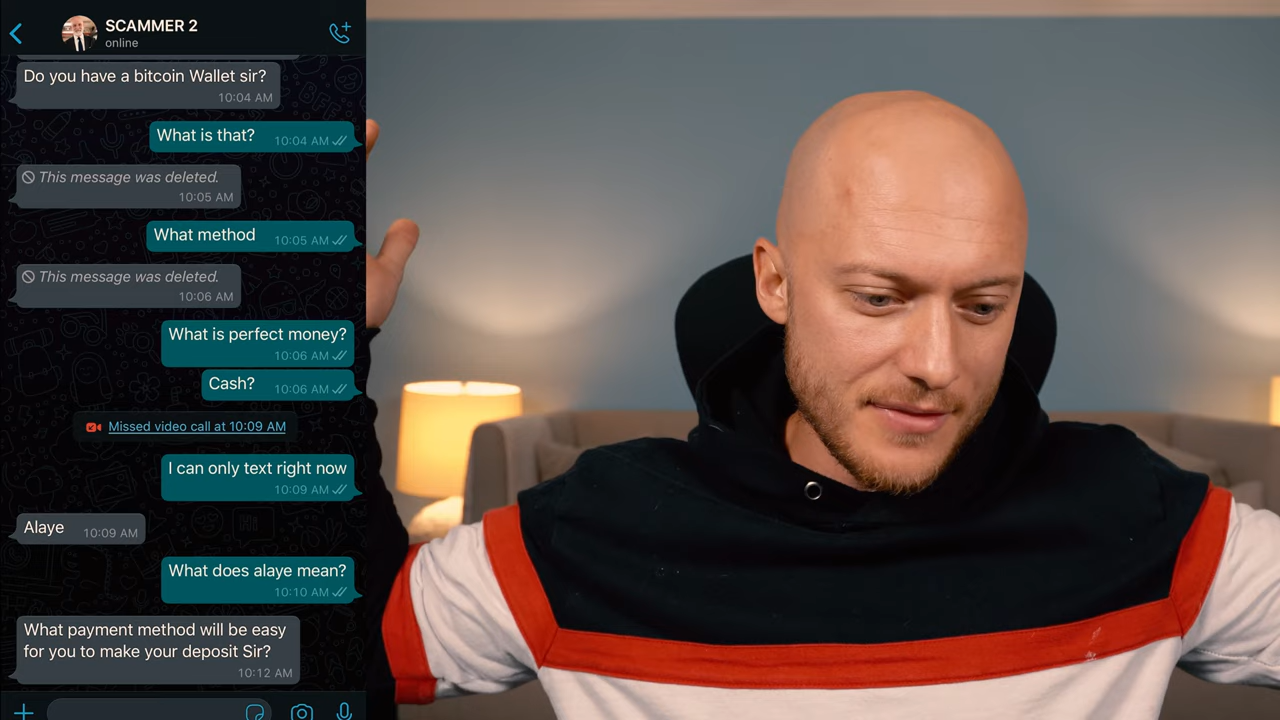 SCAMMER 2
online
Do you have a bitcoin Wallet sir?
10:04 AM
What is that?
10:04 AM
This message was deleted.
10:05 AM
What method
10:05 AM
This message was deleted.
10:06 AM
What is perfect money?
10:06 AM
Cash?
10:06 AM
Missed video call at 10:09 AM
I can only text right now
10:09 AM
Alaye
10:09 AM
What does alaye mean?
10:10 AM
What payment method will be easy
for you to make your deposit Sir?
10:12 AM